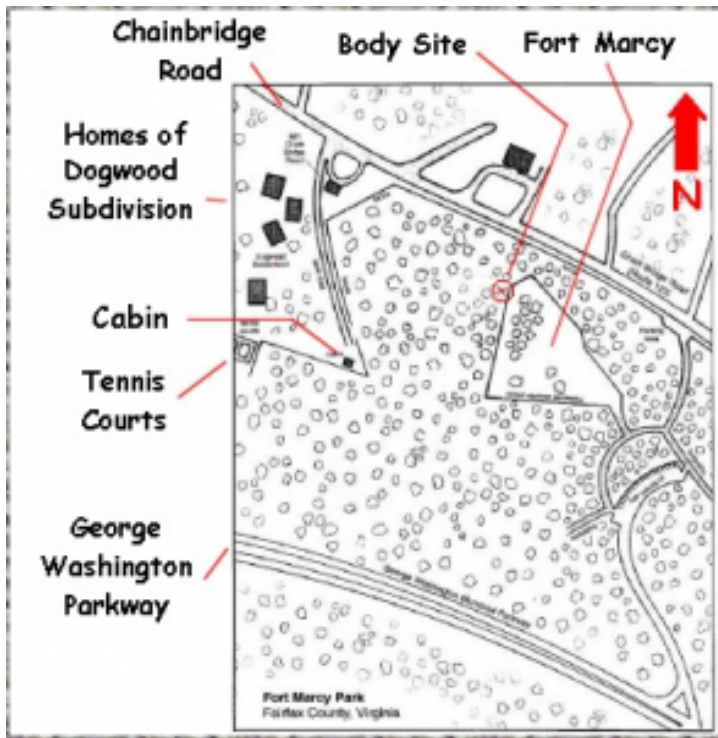 Chainbridge
Road
Body Site
Fort Marcy
Homes of
Dogwood
Subdivision
N
Cabin
Tennis
Courts
George
Washington
Parkway
George Washington Memorial Parkway
Fort Marcy Park
Fairfax County, Virginia